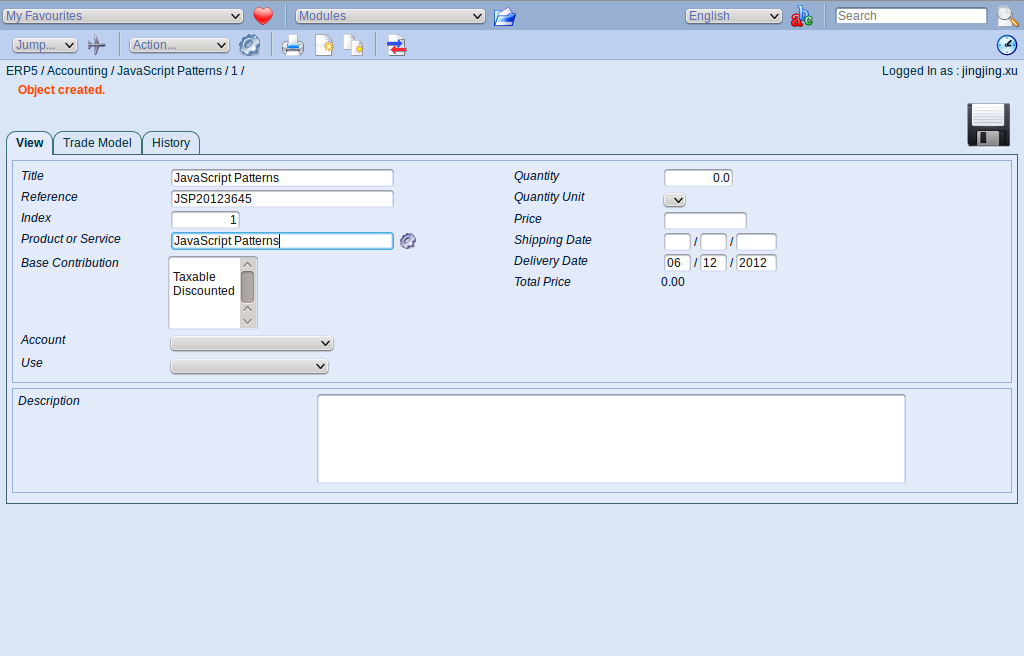 My Favourites Modules English Search
Jump... Action...
ERP5 / Accounting / JavaScript Patterns / 1 / Logged In as : jingjing.xu
Object created.
View Trade Model History
Title JavaScript Patterns Quantity 0.0
Reference JSP20123645 Quantity Unit
Index 1 Price
Product or Service JavaScript Patterns Shipping Date / /
Base Contribution Delivery Date 06 / 12 / 2012
Taxable Total Price 0.00
Discounted
Account
Use
Description